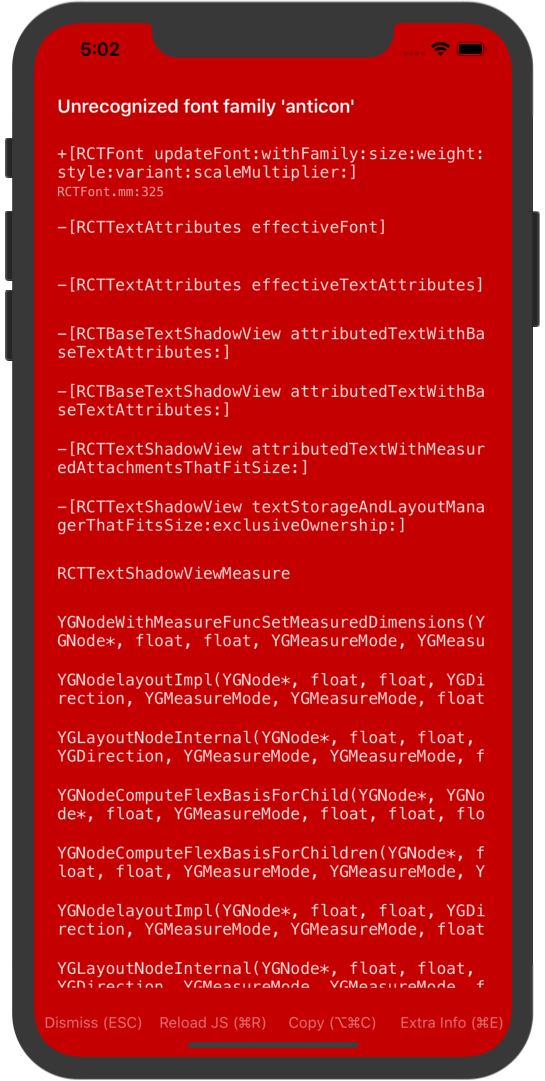 5:02
Unrecognized font family 'anticon'
+[RCTFont updateFont:withFamily:size:weight:
style:variant:scaleMultiplier:]
RCTFont.mm:325
-[RCTTextAttributes effectiveFont]
-[RCTTextAttributes effectiveTextAttributes]
-[RCTBaseTextShadowView attributedTextWithBa
seTextAttributes:]
-[RCTBaseTextShadowView attributedTextWithBa
seTextAttributes:]
-[RCTTextShadowView attributedTextWithMeasur
edAttachmentsThatFitSize:]
-[RCTTextShadowView textStorageAndLayoutMana
gerThatFitsSize:exclusiveOwnership:]
RCTTextShadowViewMeasure
YGNodeWithMeasureFuncSetMeasuredDimensions(Y
GNode*, float, float, YGMeasureMode, YGMeasu
YGNodelayoutImpl(YGNode*, float, float, YGDi
rection, YGMeasureMode, YGMeasureMode, float
YGLayoutNodeInternal(YGNode*, float, float,
YGDirection, YGMeasureMode, YGMeasureMode, f
YGNodeComputeFlexBasisForChild(YGNode*, YGNo
de*, float, YGMeasureMode, float, float, flo
YGNodeComputeFlexBasisForChildren(YGNode*, f
loat, float, YGMeasureMode, YGMeasureMode, Y
YGNodelayoutImpl(YGNode*, float, float, YGDi
rection, YGMeasureMode, YGMeasureMode, float
YGLayoutNodeInternal(YGNode*, float, float,
YGDirection, YGMeasureMode, YGMeasureMode, f
Dismiss (ESC) Reload JS (⌘R) Copy (⌥⌘C) Extra Info (⌘E)